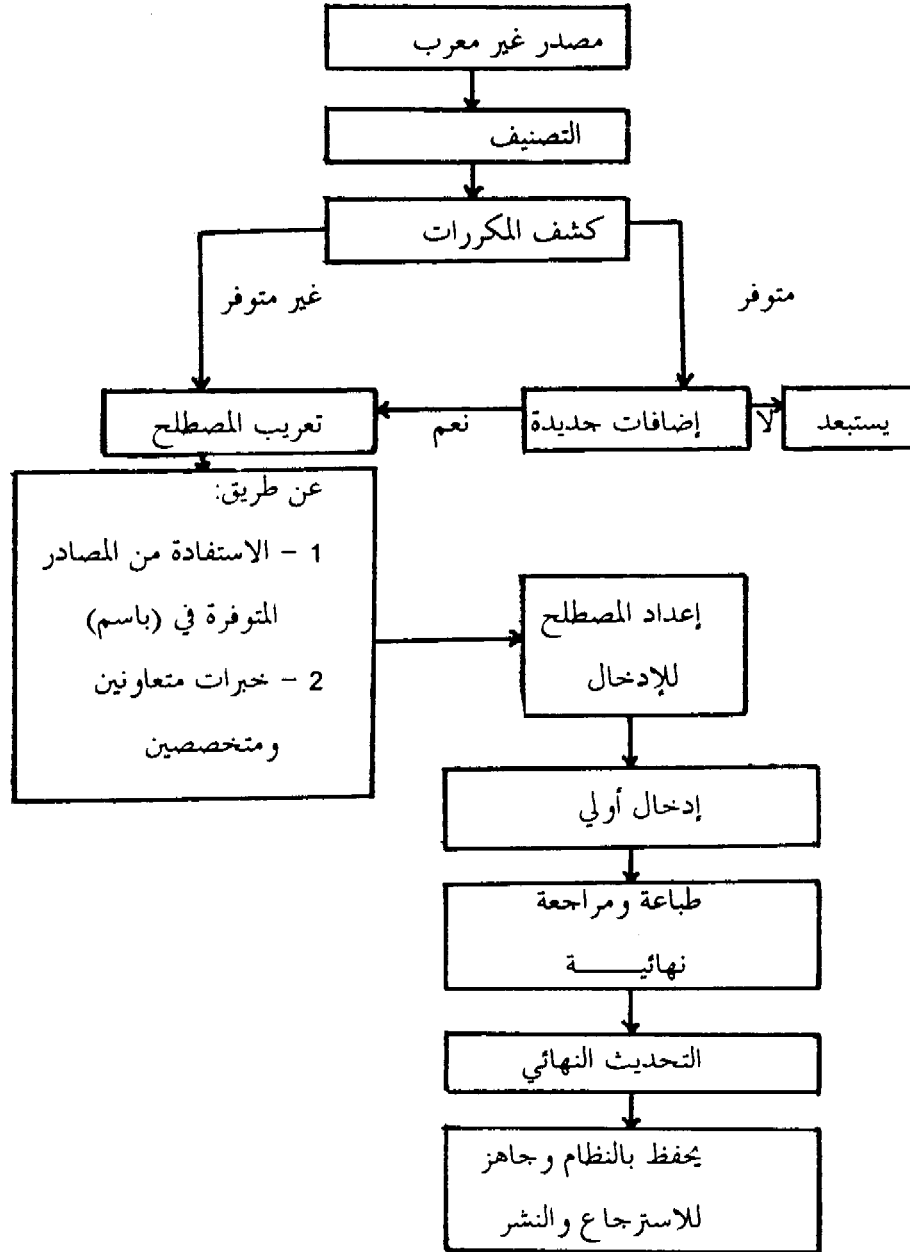 مصدر غير معرب
التصنيف
كشف المكررات
متوفر
غير متوفر
يستبعد
لا
إضافات جديدة
نعم
تعريب المصطلح
عن طريق:
1 – الاستفادة من المصادر
المتوفرة في (باسم)
2 – خبرات متعاونين
ومتخصصين
إعداد المصطلح
للإدخال
إدخال أولي
طباعة ومراجعة
نهائيـــــة
التحديث النهائي
يحفظ بالنظام وجاهز
للاسترجاع والنشر